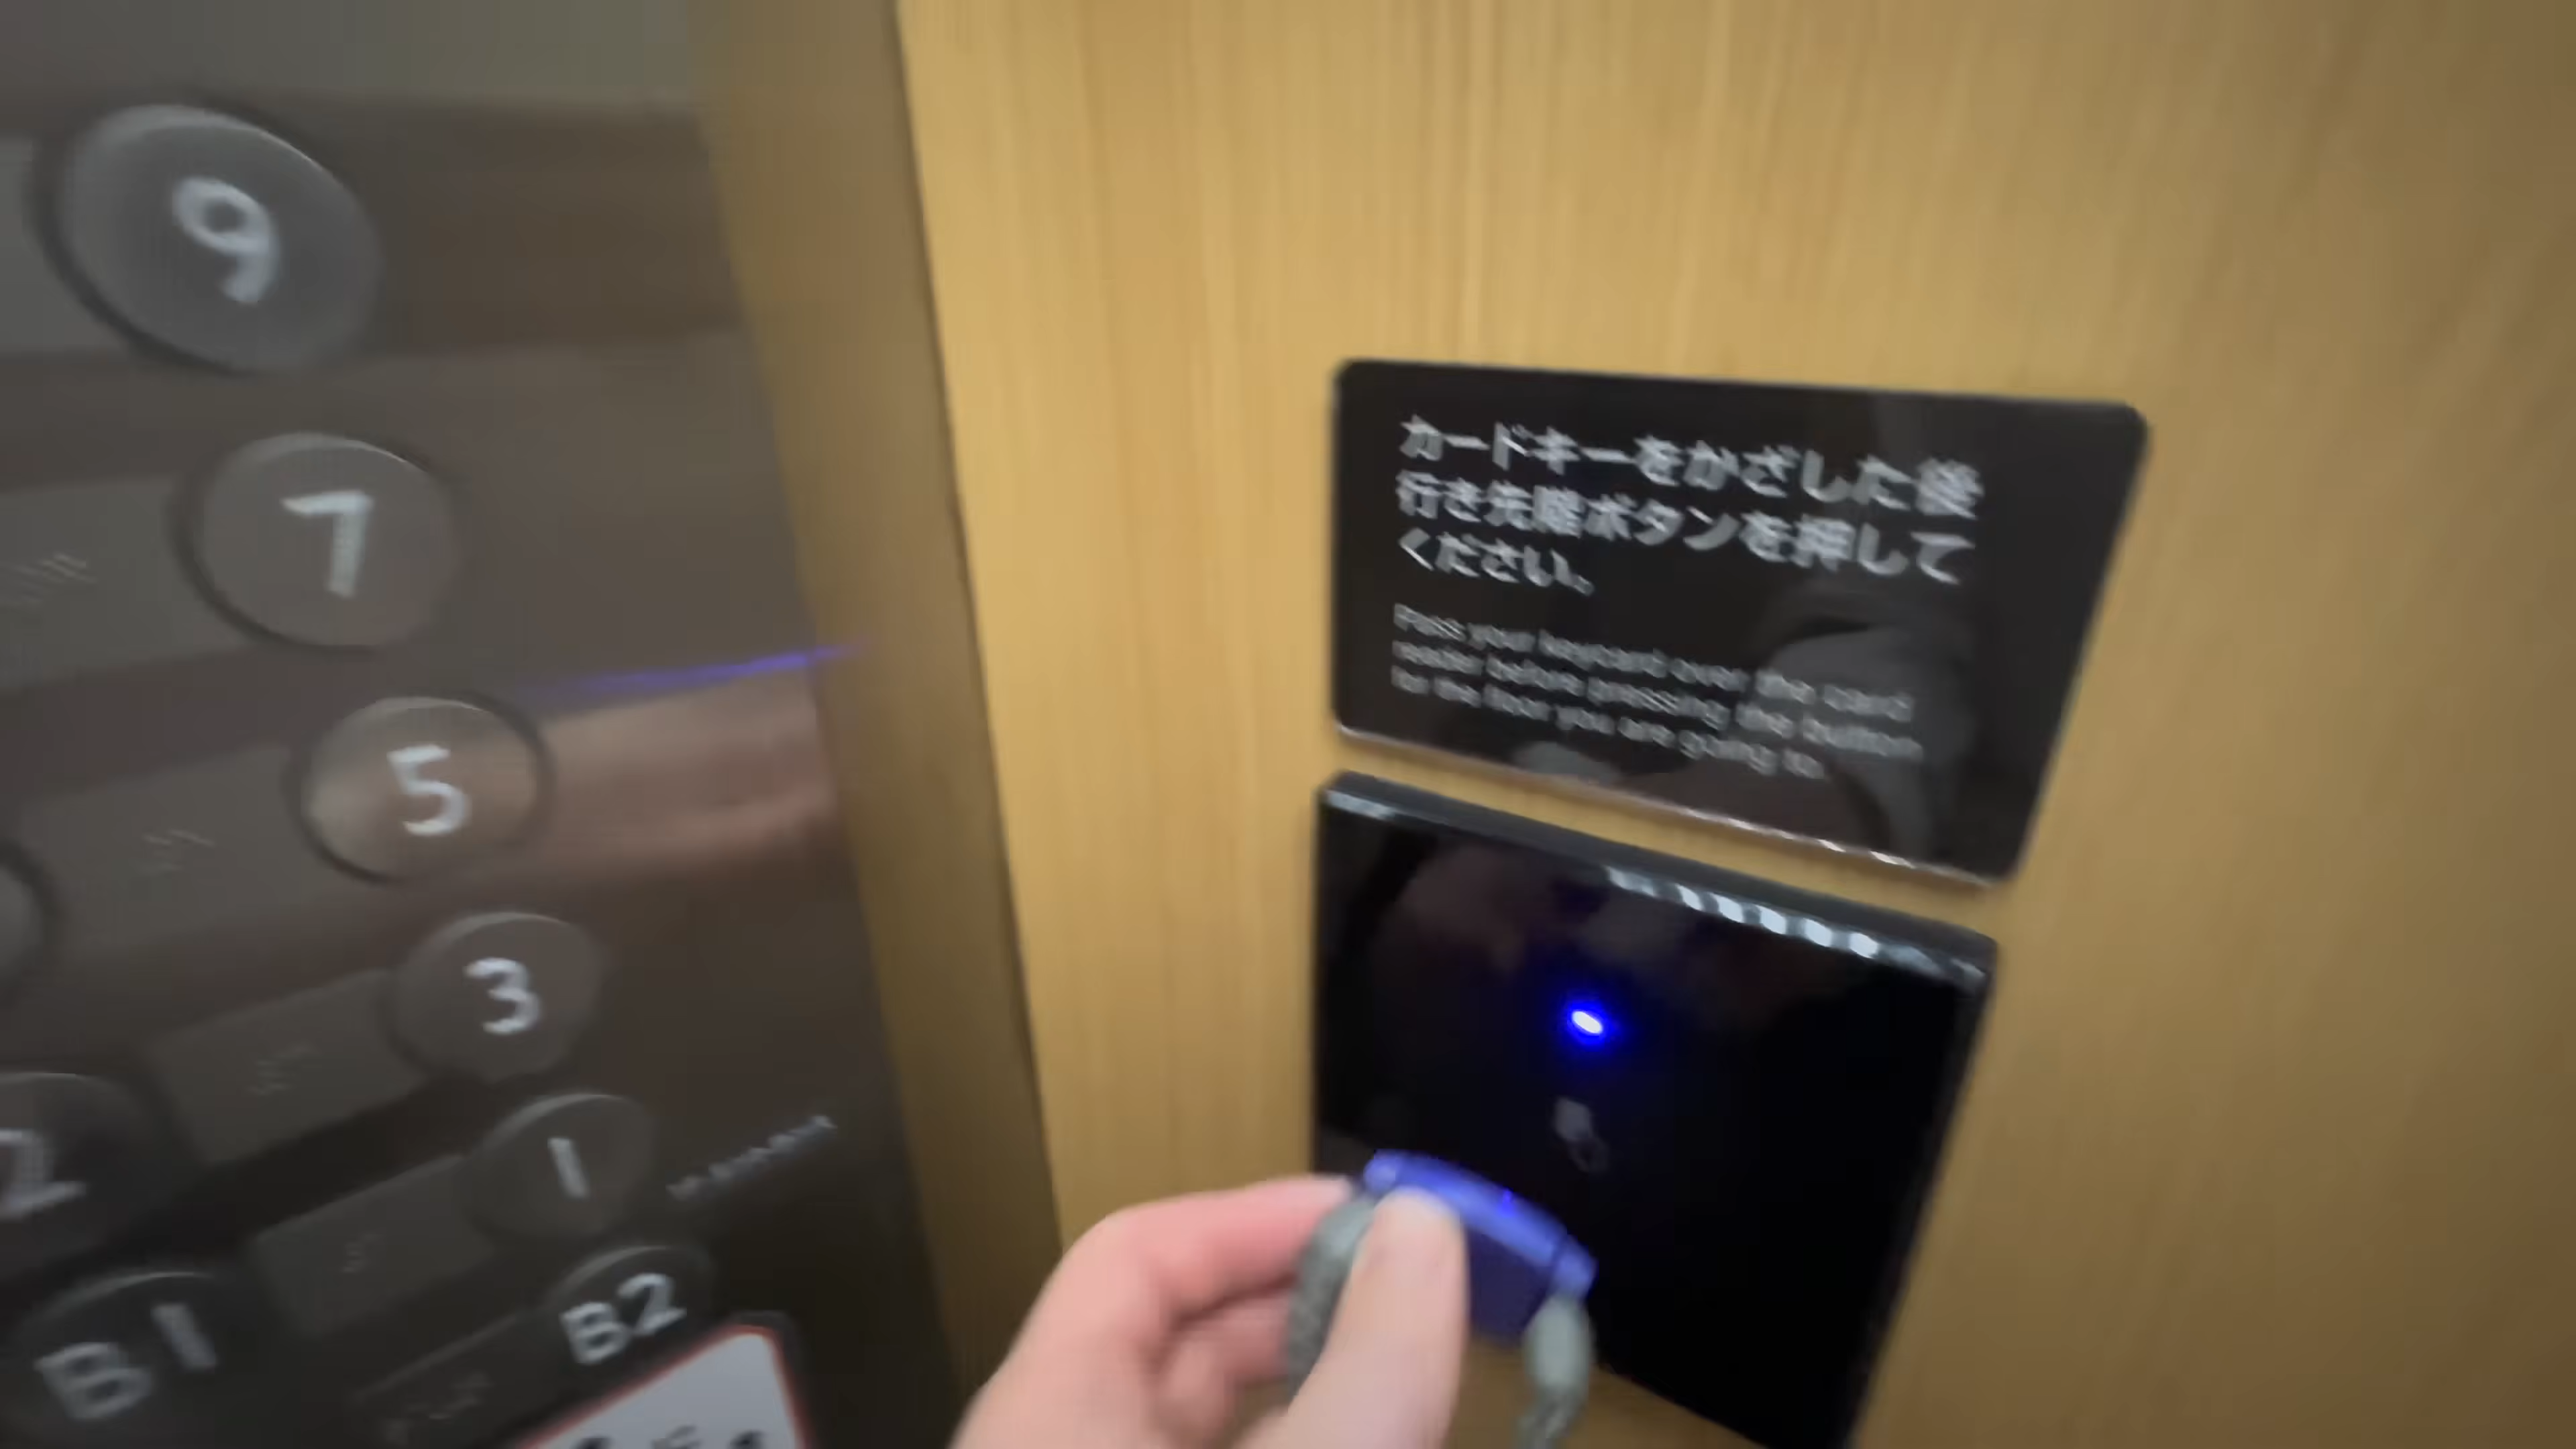 9
7
5
3
1
2
B1
B2
カードキーをかざした後
行き先階ボタンを押して
ください。
Pass your keycard over the card
reader before pressing the button
to the floor you are going to.